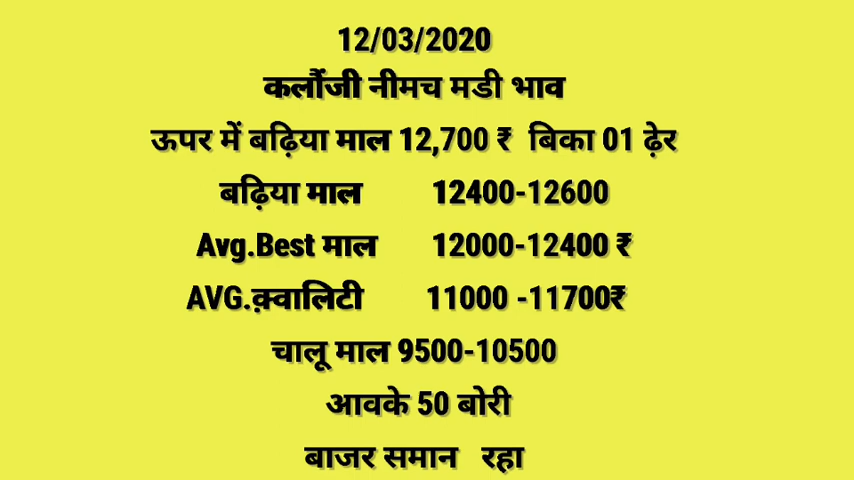 12/03/2020
कलौंजी नीमच मडी भाव
ऊपर में बढ़िया माल 12,700 ₹ बिका 01 ढ़ेर
बढ़िया माल 12400-12600
Avg.Best माल 12000-12400 ₹
AVG.क़्वालिटी 11000 -11700₹
चालू माल 9500-10500
आवके 50 बोरी
बाजर समान रहा